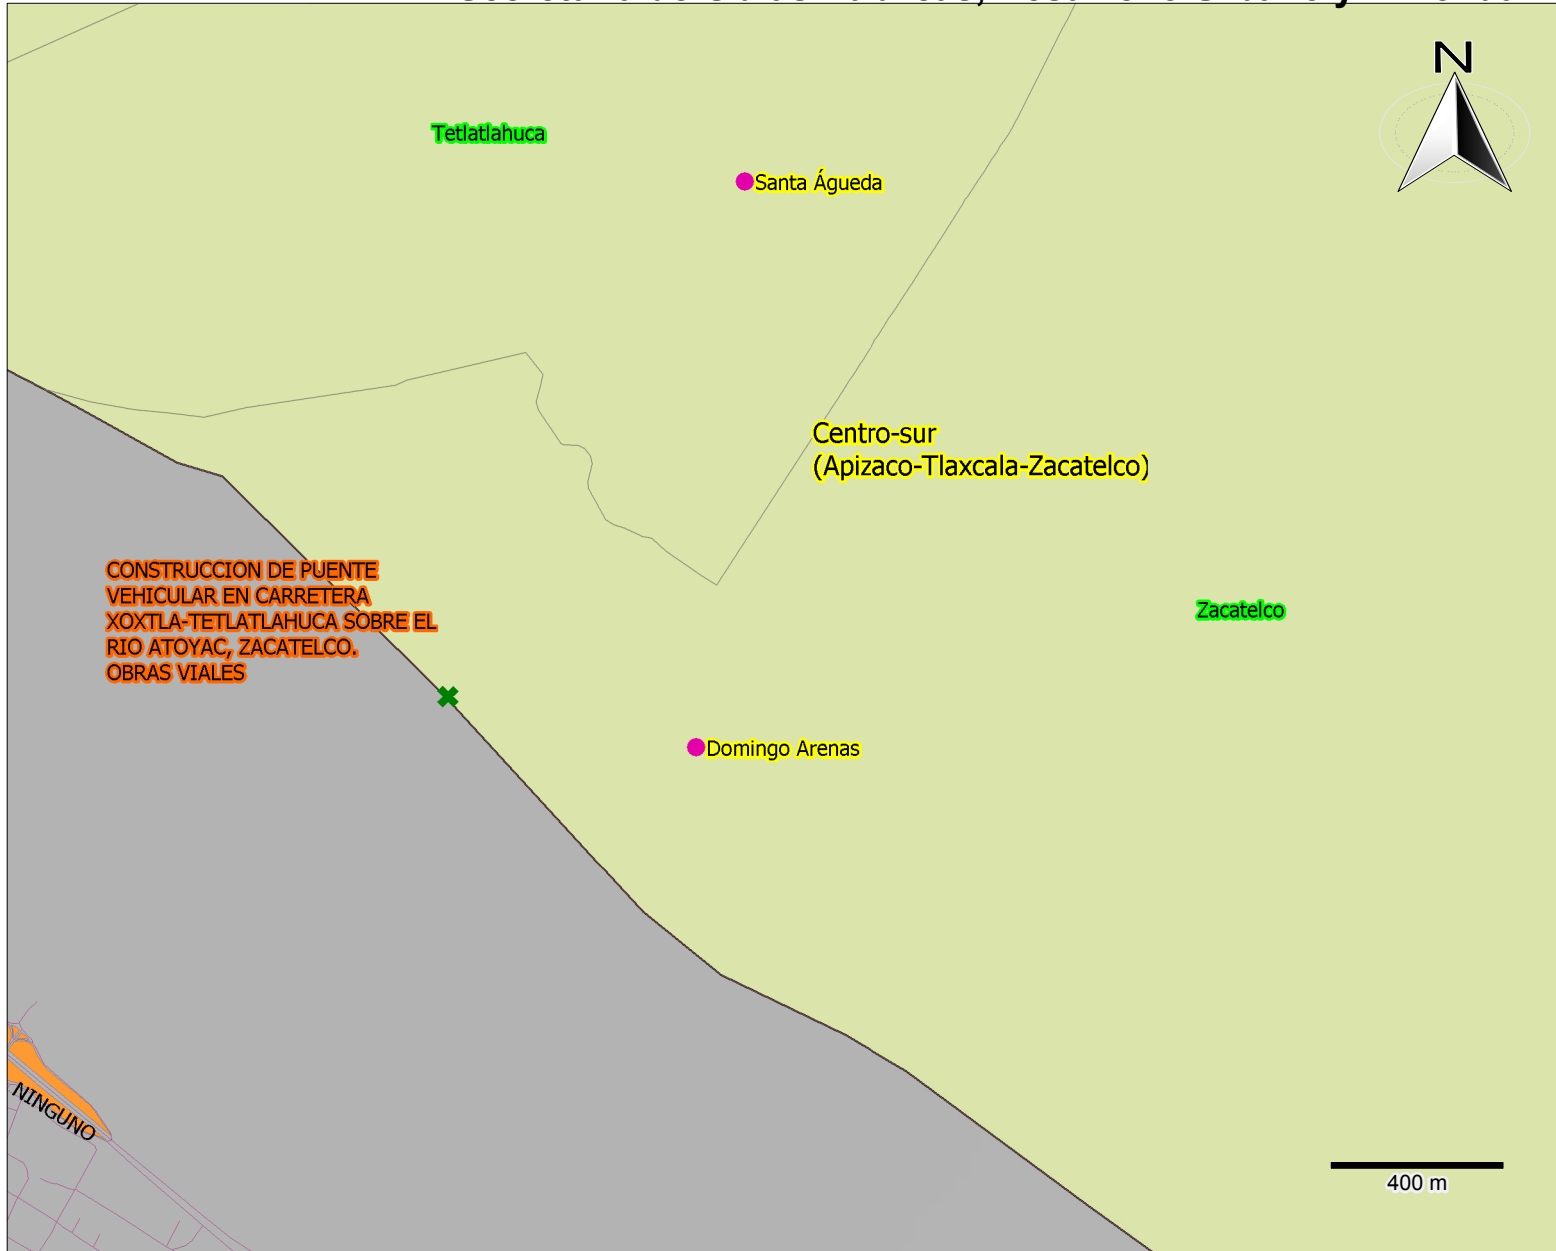 N
Tetlatlahuca
Santa Águeda
Centro-sur
(Apizaco-Tlaxcala-Zacatelco)
CONSTRUCCION DE PUENTE
VEHICULAR EN CARRETERA
XOXTLA-TETLATLAHUCA SOBRE EL
RIO ATOYAC, ZACATELCO.
OBRAS VIALES
Zacatelco
Domingo Arenas
NINGUNO
400 m